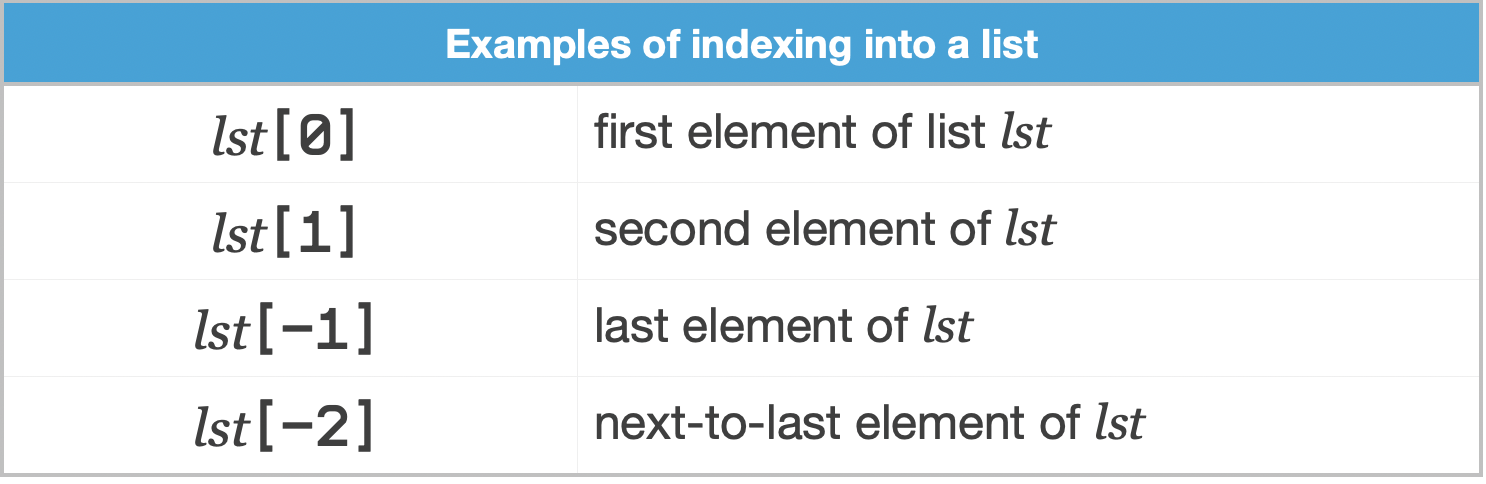 Examples of indexing into a list
lst[0] first element of list lst
lst[1] second element of lst
lst[-1] last element of lst
lst[-2] next-to-last element of lst